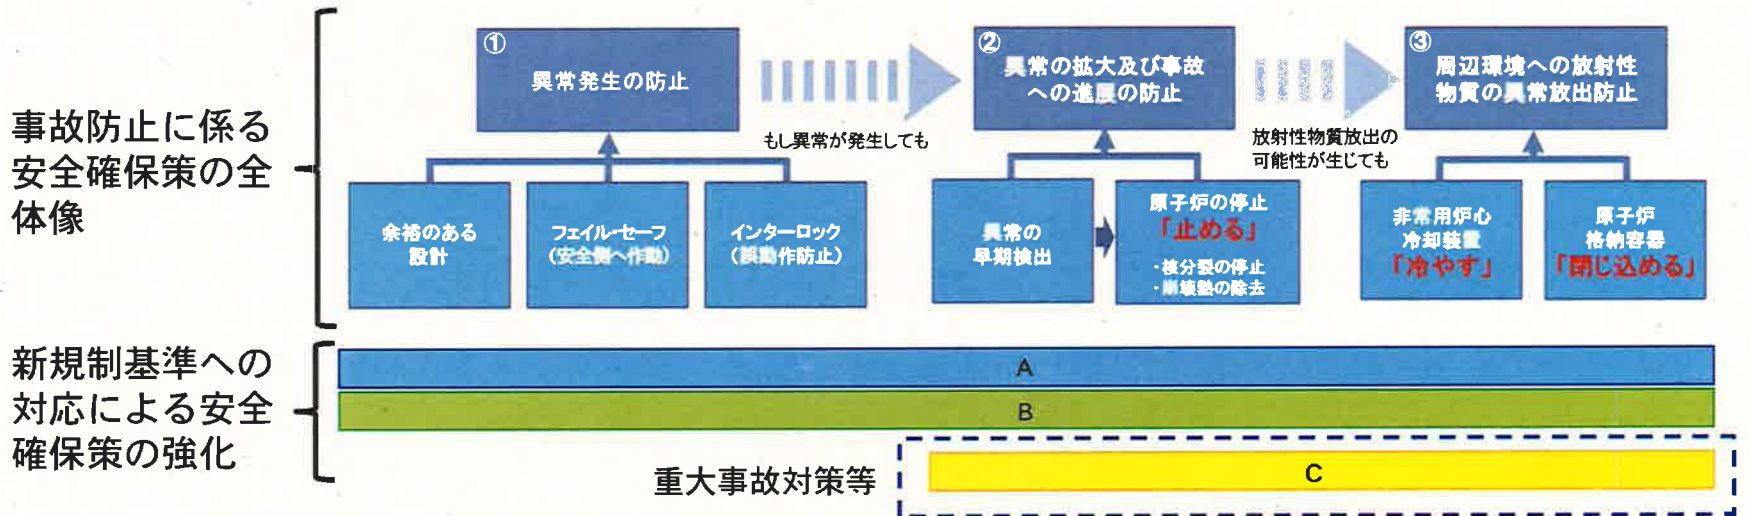 事故防止に係る
安全確保策の全
体像
①
異常発生の防止
もし異常が発生しても
②
異常の拡大及び事故
への進展の防止
放射性物質放出の
可能性が生じても
③
周辺環境への放射性
物質の異常放出防止
余裕のある
設計
フェイル・セーフ
(安全側へ作動)
インターロック
(誤動作防止)
異常の
早期検出
原子炉の停止
「止める」
・核分裂の停止
・崩壊熱の除去
非常用炉心
冷却装置
「冷やす」
原子炉
格納容器
「閉じ込める」
新規制基準への
対応による安全
確保策の強化
A
B
重大事故対策等
C